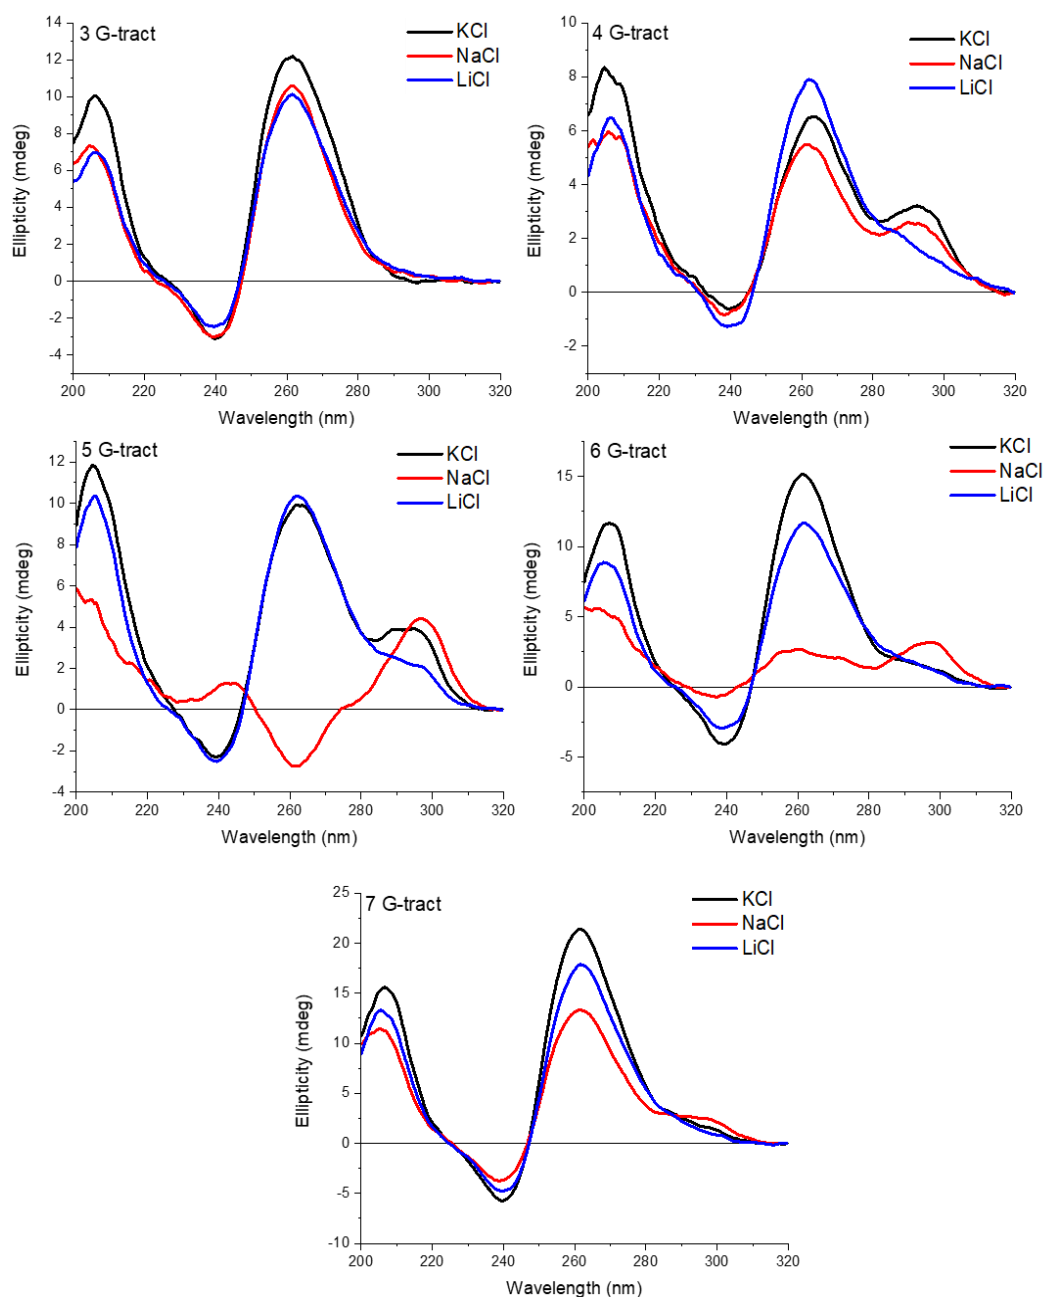 3 G-tract
KCl
NaCl
LiCl
14
12
10
8
6
4
2
0
-2
-4
Ellipticity (mdeg)
200 220 240 260 280 300 320
Wavelength (nm)
4 G-tract
KCl
NaCl
LiCl
10
8
6
4
2
0
-2
Ellipticity (mdeg)
200 220 240 260 280 300 320
Wavelength (nm)
5 G-tract
KCl
NaCl
LiCl
12
10
8
6
4
2
0
-2
-4
Ellipticity (mdeg)
200 220 240 260 280 300 320
Wavelength (nm)
6 G-tract
KCl
NaCl
LiCl
15
10
5
0
-5
Ellipticity (mdeg)
200 220 240 260 280 300 320
Wavelength (nm)
7 G-tract
KCl
NaCl
LiCl
25
20
15
10
5
0
-5
-10
Ellipticity (mdeg)
200 220 240 260 280 300 320
Wavelength (nm)